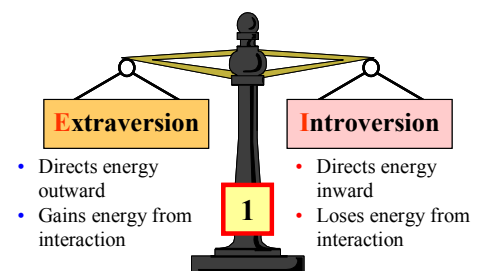 Extraversion
• Directs energy
outward
• Gains energy from
interaction
1
Introversion
• Directs energy
inward
• Loses energy from
interaction